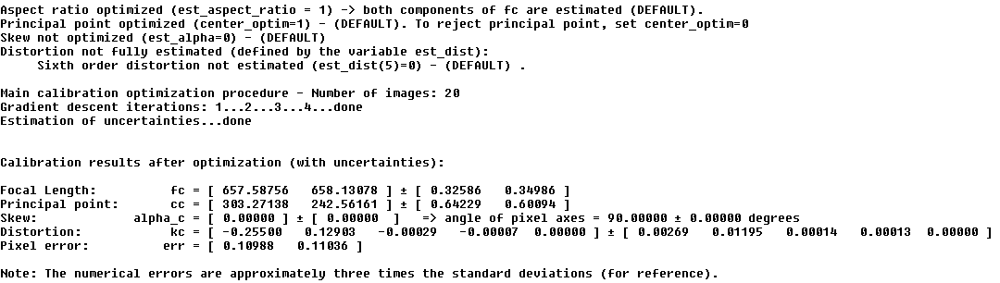 Aspect ratio optimized (est_aspect_ratio = 1) -> both components of fc are estimated (DEFAULT).
Principal point optimized (center_optim=1) - (DEFAULT). To reject principal point, set center_optim=0
Skew not optimized (est_alpha=0) - (DEFAULT)
Distortion not fully estimated (defined by the variable est_dist):
Sixth order distortion not estimated (est_dist(5)=0) - (DEFAULT) .
Main calibration optimization procedure - Number of images: 20
Gradient descent iterations: 1...2...3...4...done
Estimation of uncertainties...done
Calibration results after optimization (with uncertainties):
Focal Length: fc = [ 657.58756 658.13078 ] ± [ 0.32586 0.34986 ]
Principal point: cc = [ 303.27138 242.56161 ] ± [ 0.64229 0.60094 ]
Skew: alpha_c = [ 0.00000 ] ± [ 0.00000 ] => angle of pixel axes = 90.00000 ± 0.00000 degrees
Distortion: kc = [ -0.25500 0.12903 -0.00029 -0.00007 0.00000 ] ± [ 0.00269 0.01195 0.00014 0.00013 0.00000 ]
Pixel error: err = [ 0.10988 0.11036 ]
Note: The numerical errors are approximately three times the standard deviations (for reference).